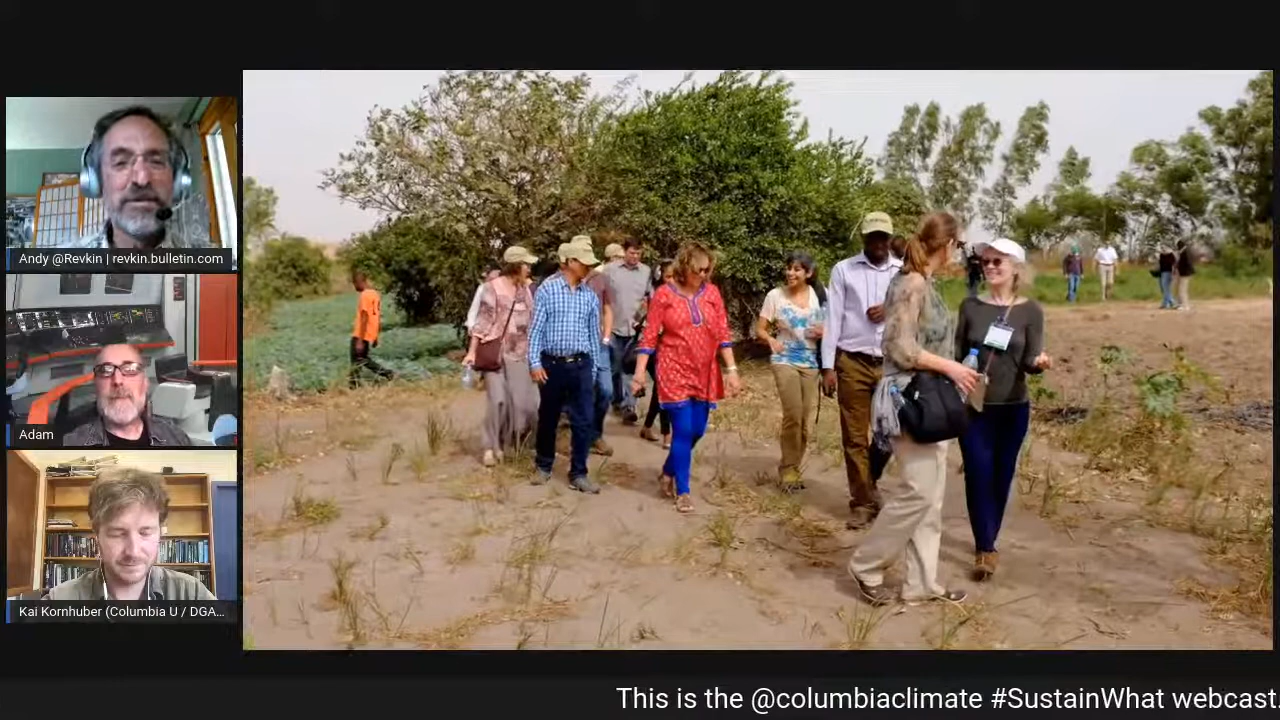 Andy @Revkin | revkin.bulletin.com
Adam
Kai Kornhuber (Columbia U / DGA...
This is the @columbiaclimate #SustainWhat webcast.